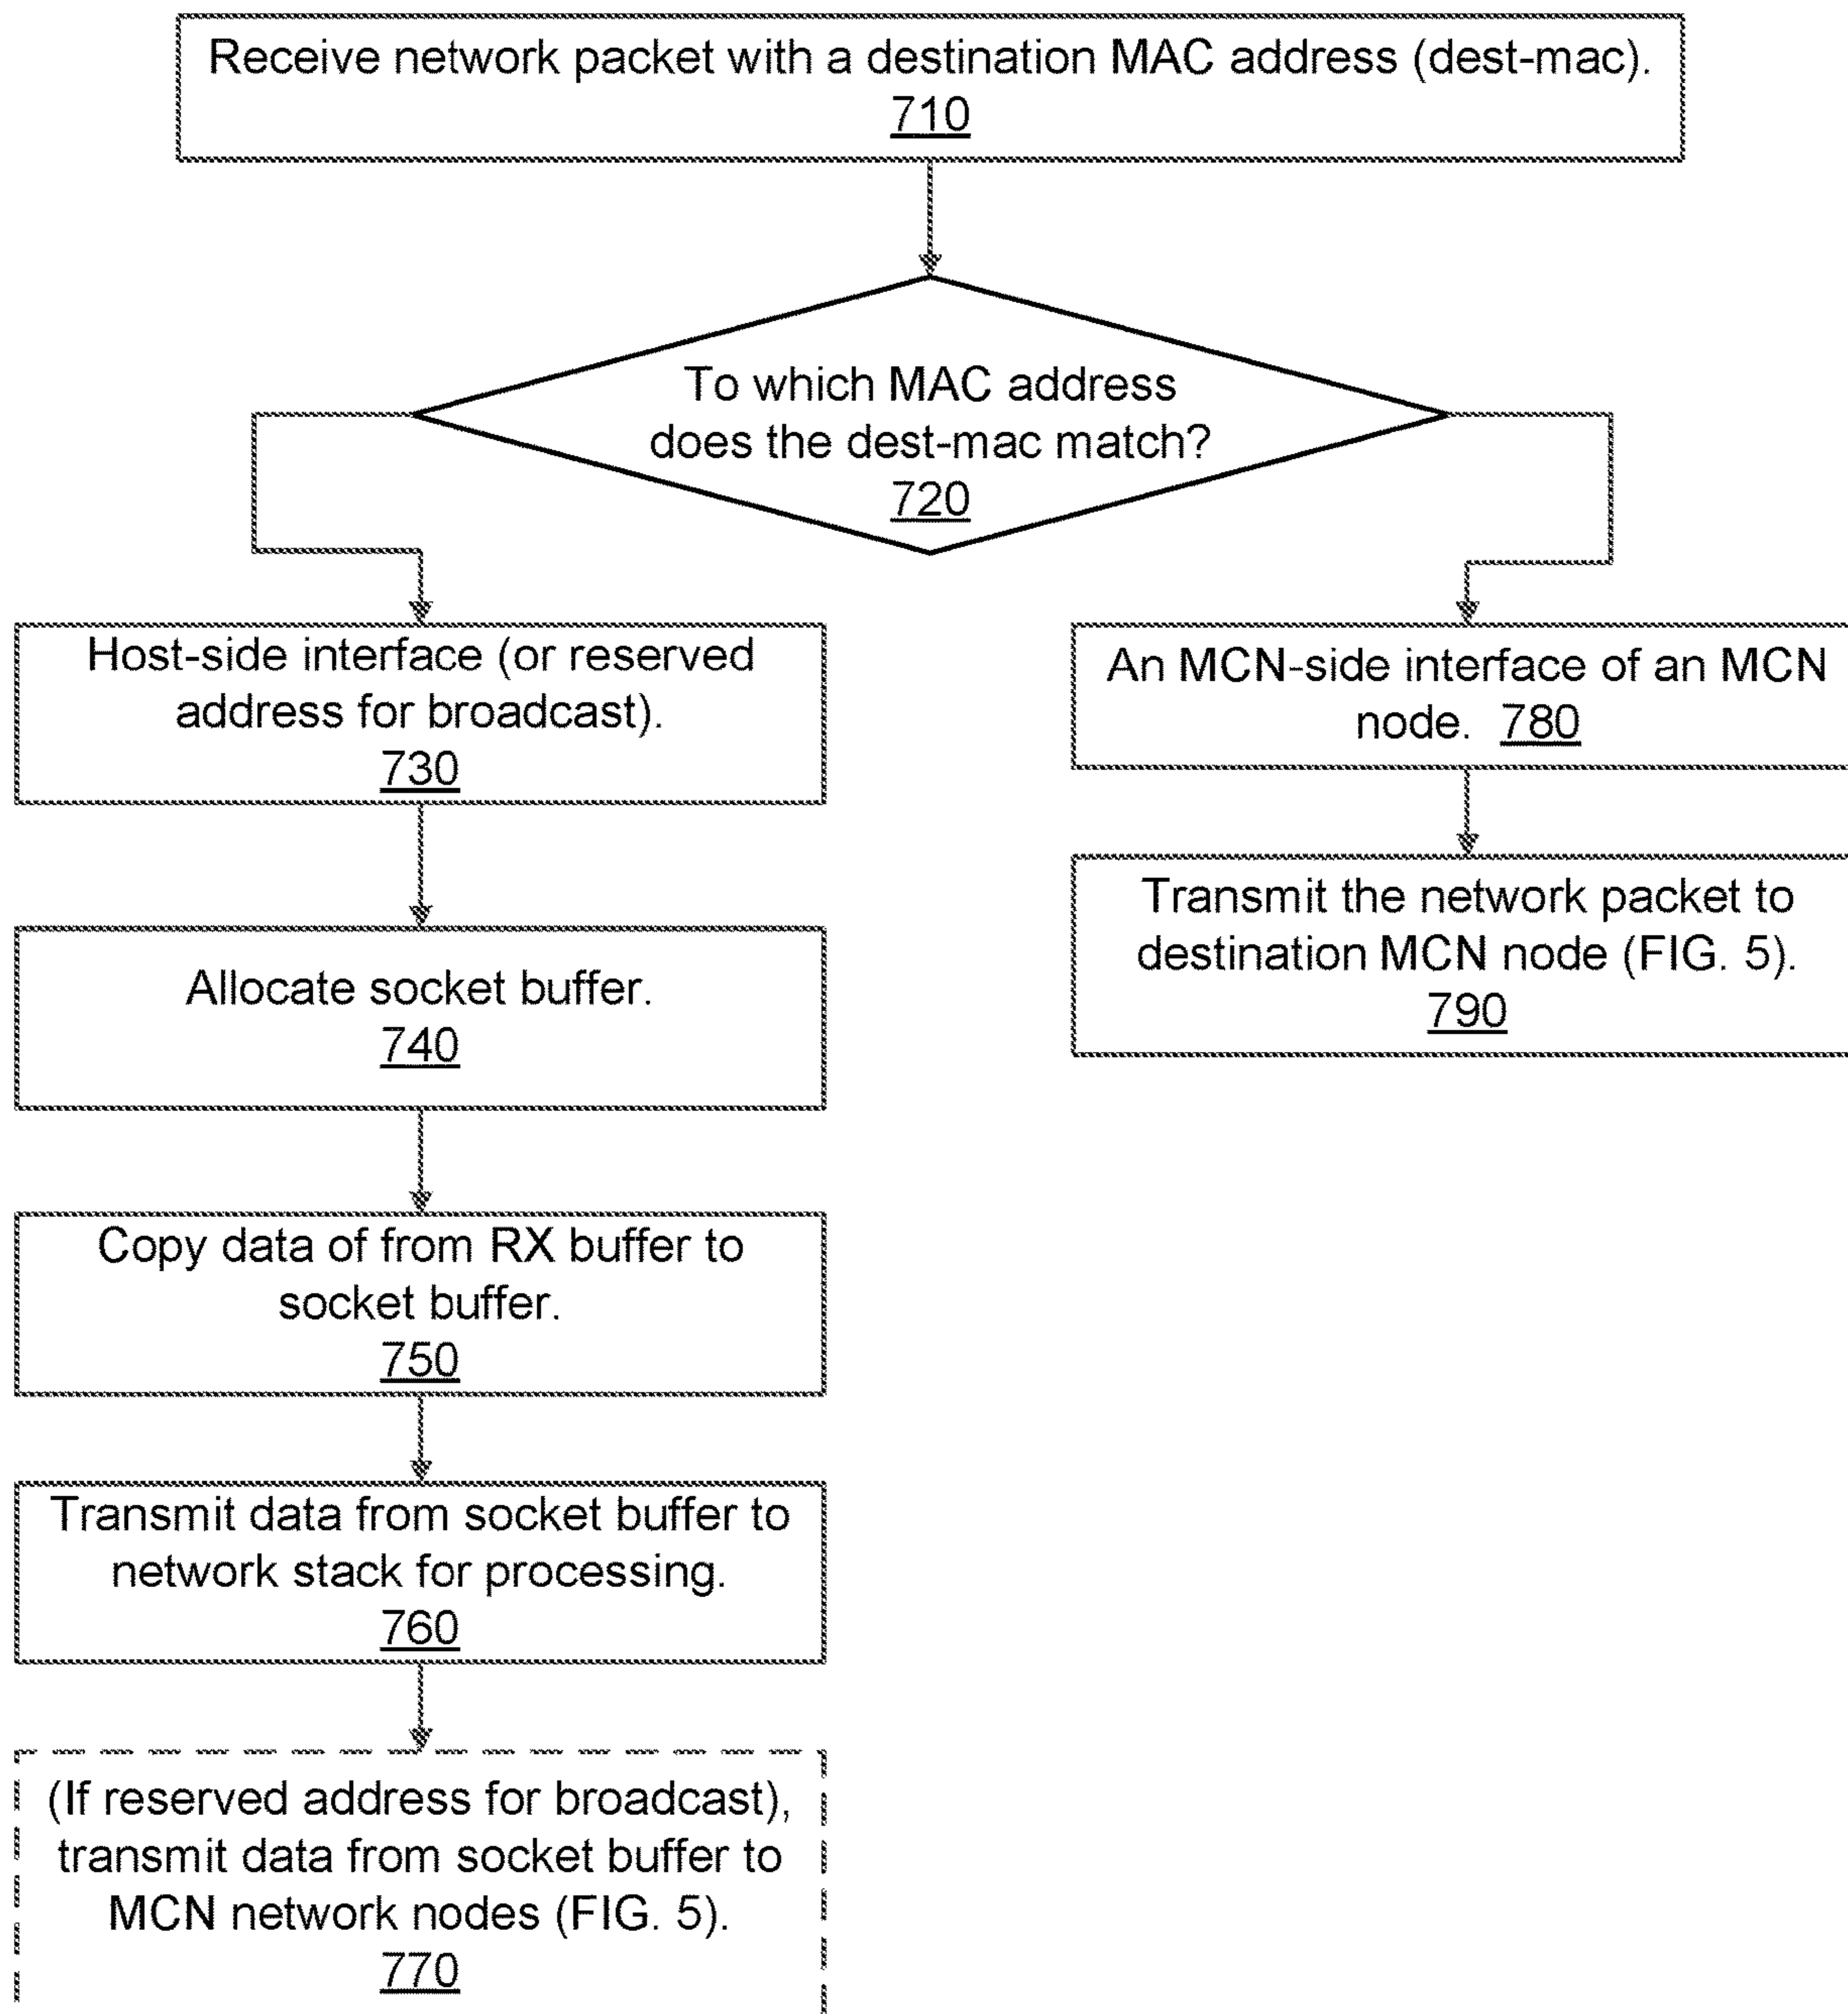 Receive network packet with a destination MAC address (dest-mac).
710
To which MAC address
does the dest-mac match?
720
Host-side interface (or reserved
address for broadcast).
730
Allocate socket buffer.
740
Copy data of from RX buffer to
socket buffer.
750
Transmit data from socket buffer to
network stack for processing.
760
(If reserved address for broadcast),
transmit data from socket buffer to
MCN network nodes (FIG. 5).
770
An MCN-side interface of an MCN
node. 780
Transmit the network packet to
destination MCN node (FIG. 5).
790